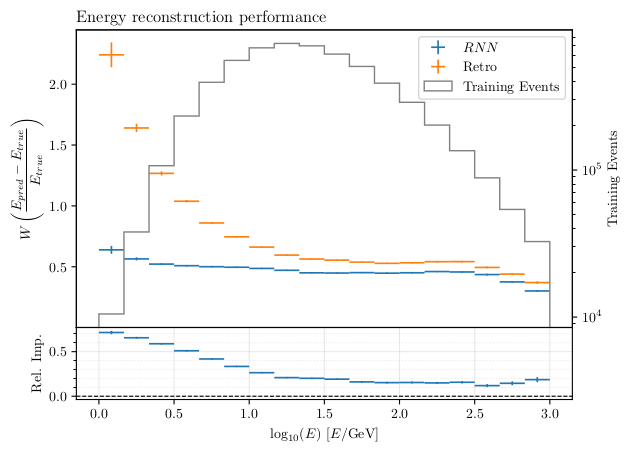 Energy reconstruction performance
RNN
Retro
Training Events
2.0
1.5
1.0
0.5
W ( (E_pred − E_true) / E_true )
10^5
10^4
Training Events
0.5
0.0
Rel. Imp.
0.0 0.5 1.0 1.5 2.0 2.5 3.0
log_10(E) [E/GeV]